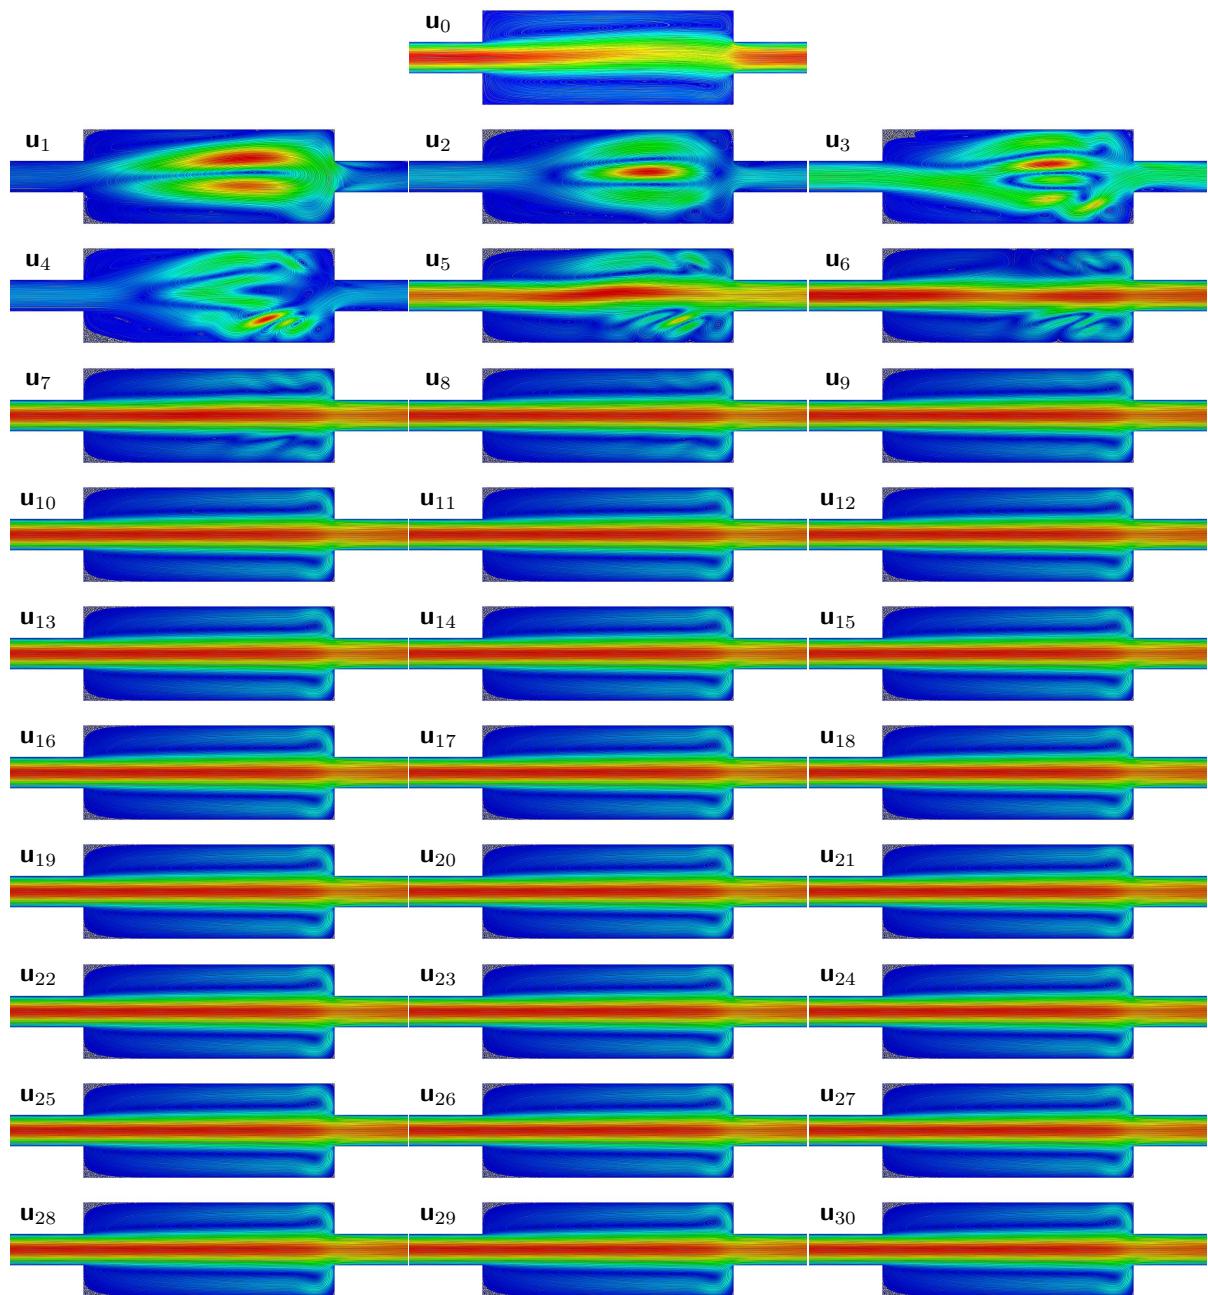 u₀
u₁ u₂ u₃
u₄ u₅ u₆
u₇ u₈ u₉
u₁₀ u₁₁ u₁₂
u₁₃ u₁₄ u₁₅
u₁₆ u₁₇ u₁₈
u₁₉ u₂₀ u₂₁
u₂₂ u₂₃ u₂₄
u₂₅ u₂₆ u₂₇
u₂₈ u₂₉ u₃₀